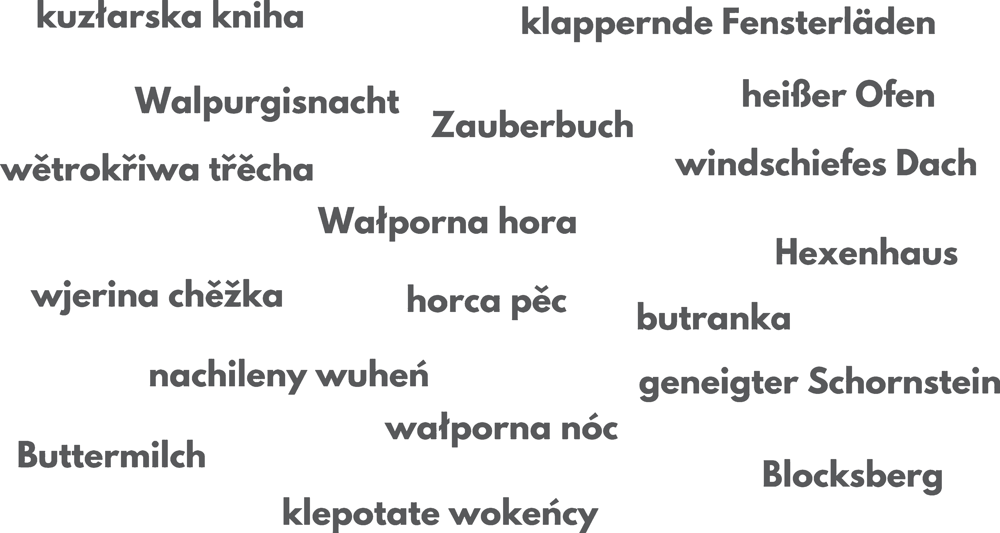 kuzłarska kniha
klappernde Fensterläden
Walpurgisnacht
heißer Ofen
Zauberbuch
wětrokřiwa třěcha
windschiefes Dach
Wałporna hora
Hexenhaus
wjerina chěžka
horca pěc
butranka
nachileny wuheń
geneigter Schornstein
wałporna nóc
Buttermilch
Blocksberg
klepotate wokeńcy